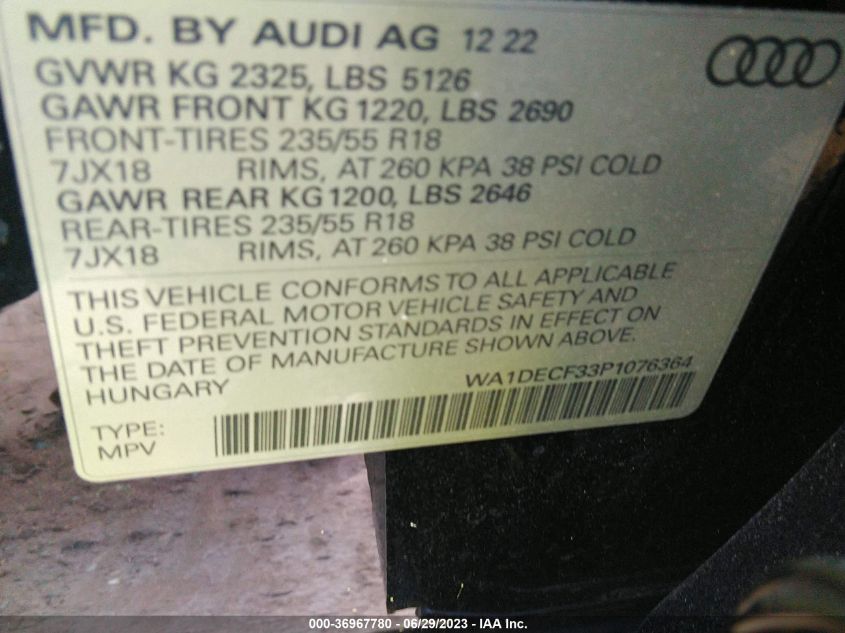 MFD. BY AUDI AG 12 22
GVWR KG 2325, LBS 5126
GAWR FRONT KG 1220, LBS 2690
FRONT-TIRES 235/55 R18
7JX18 RIMS, AT 260 KPA 38 PSI COLD
GAWR REAR KG 1200, LBS 2646
REAR-TIRES 235/55 R18
7JX18 RIMS, AT 260 KPA 38 PSI COLD
THIS VEHICLE CONFORMS TO ALL APPLICABLE
U.S. FEDERAL MOTOR VEHICLE SAFETY AND
THEFT PREVENTION STANDARDS IN EFFECT ON
THE DATE OF MANUFACTURE SHOWN ABOVE.
HUNGARY WA1DECF33P1076364
TYPE:
MPV
000-36967780 - 06/29/2023 - IAA Inc.